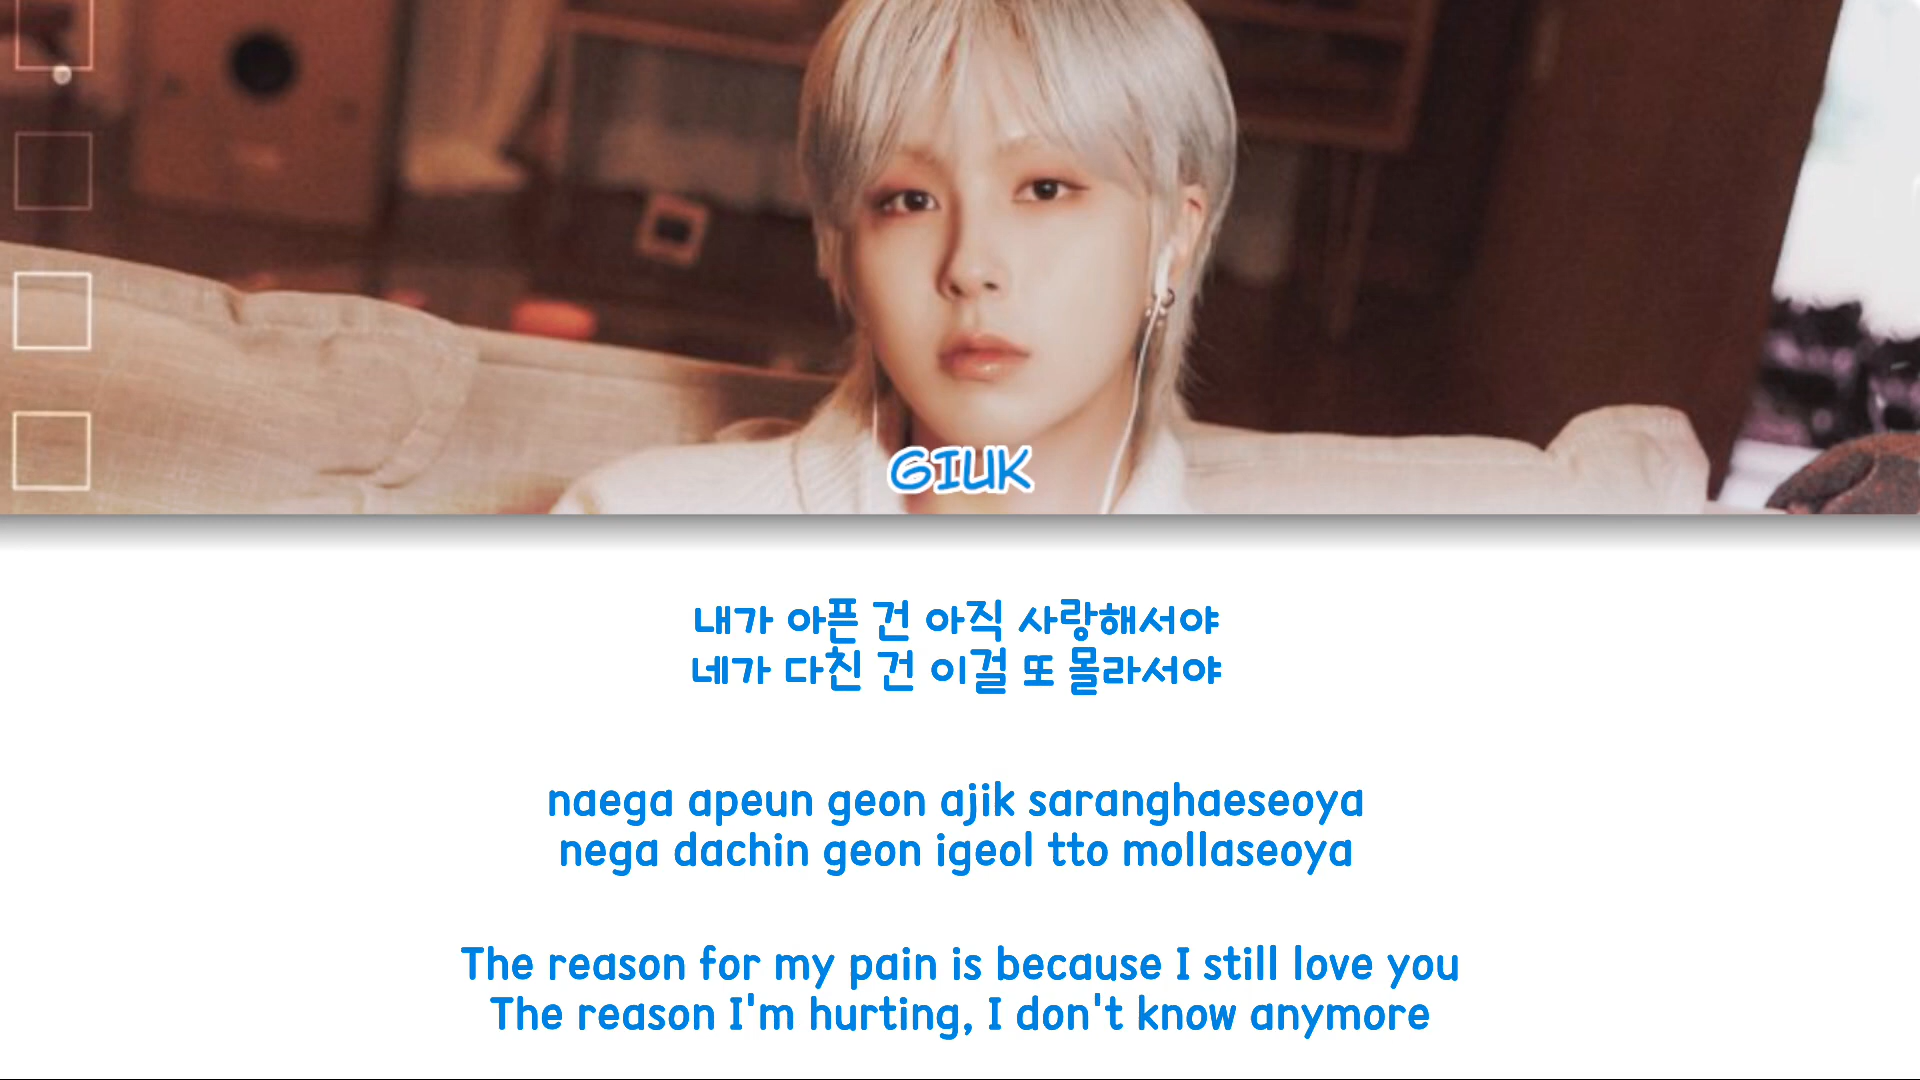 GIUK
내가 아픈 건 아직 사랑해서야
네가 다친 건 이걸 또 몰라서야
naega apeun geon ajik saranghaeseoya
nega dachin geon igeol tto mollaseoya
The reason for my pain is because I still love you
The reason I'm hurting, I don't know anymore